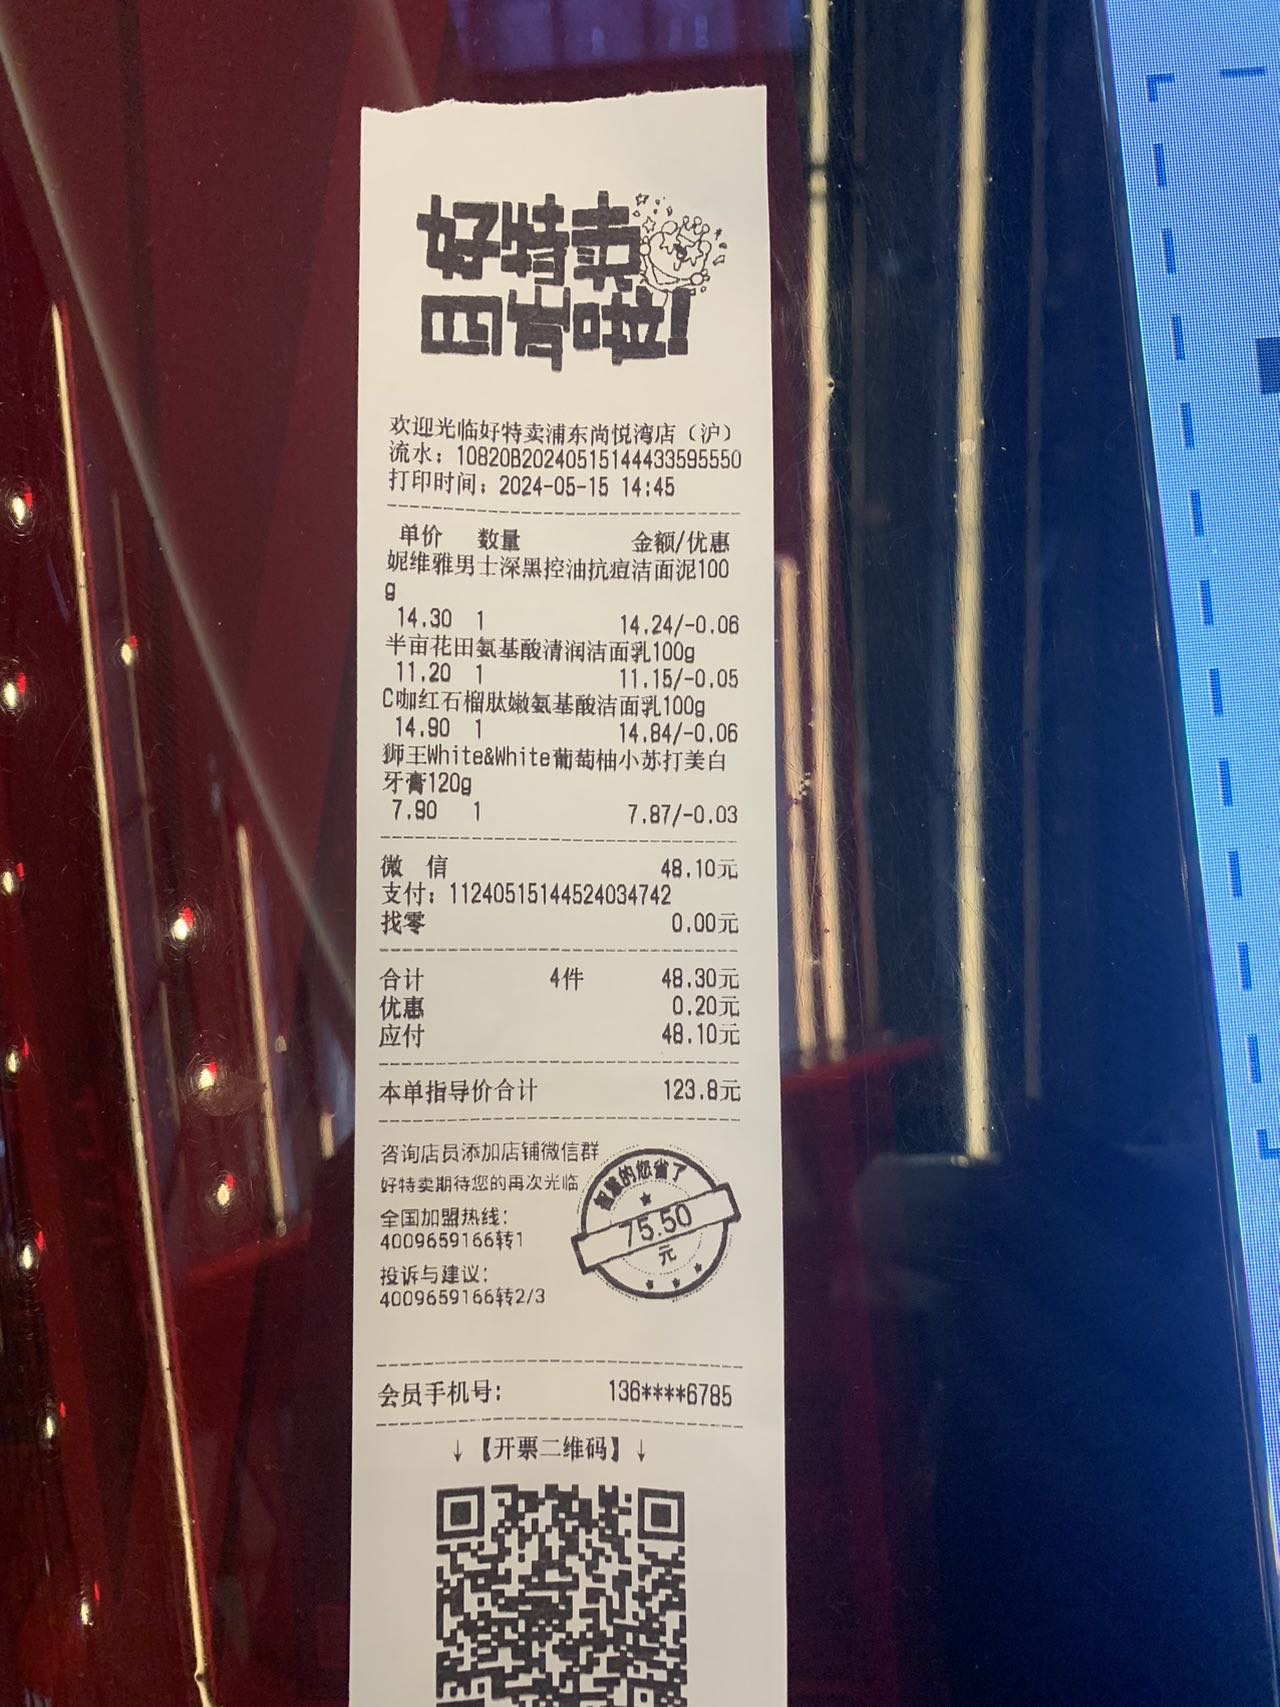 欢迎光临好特卖浦东尚悦湾店（沪）
流水：10820B20240515144433595550
打印时间：2024-05-15 14:45
单价 数量 金额/优惠
妮维雅男士深黑控油抗痘洁面泥100
g
14.30 1 14.24/-0.06
半亩花田氨基酸清润洁面乳100g
11.20 1 11.15/-0.05
C咖红石榴肽嫩氨基酸洁面乳100g
14.90 1 14.84/-0.06
狮王White&White葡萄柚小苏打美白
牙膏120g
7.90 1 7.87/-0.03
微 信 48.10元
支付：11240515144524034742
找零 0.00元
合计 4件 48.30元
优惠 0.20元
应付 48.10元
本单指导价合计 123.8元
咨询店员添加店铺微信群
好特卖期待您的再次光临
全国加盟热线：
4009659166转1
投诉与建议：
4009659166转2/3
的您省了
75.50
元
会员手机号： 136****6785
↓【开票二维码】↓